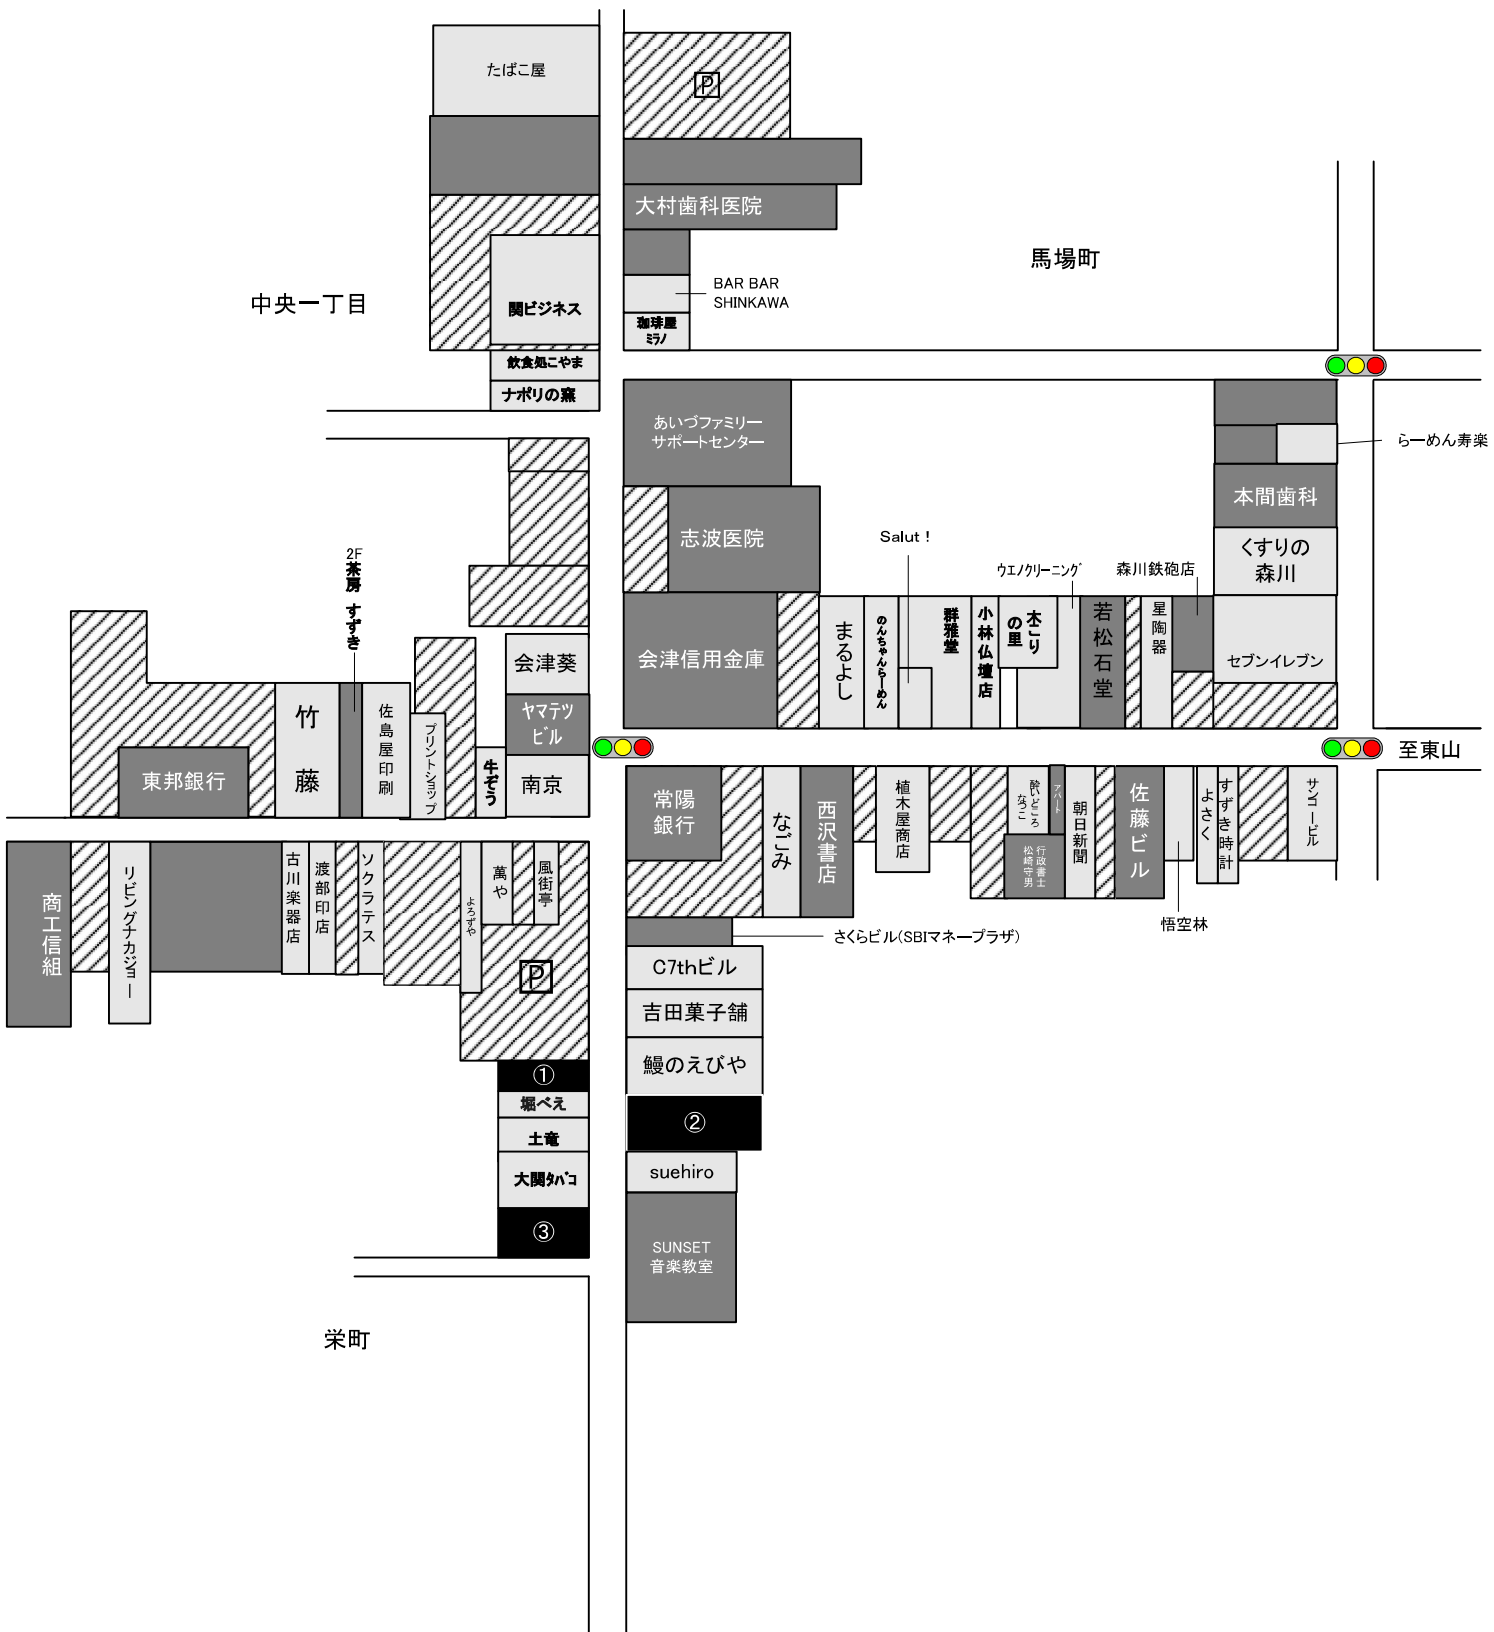 たばこ屋
P
大村歯科医院
馬場町
中央一丁目
関ビジネス
BAR BAR
SHINKAWA
珈琲屋
ミラノ
飲食処こやま
ナポリの窯
あいづファミリー
サポートセンター
らーめん寿楽
本間歯科
志波医院
Salut！
くすりの
森川
2F
茶房 すずき
ウエノクリーニング
森川鉄砲店
会津信用金庫
まるよし
のんちゃんらーめん
群雅堂
小林仏壇店
木こり
の里
若松石堂
星陶器
セブンイレブン
会津葵
ヤマテツ
ビル
竹藤
佐島屋印刷
プリントショップ
牛ぞう
南京
東邦銀行
至東山
常陽
銀行
なごみ
西沢書店
植木屋商店
酔いどころ
なつこ
アパート
朝日新聞
行政書士
松崎守男
佐藤ビル
よさく
すずき時計
サンコービル
悟空林
商工信組
リビングナカジョー
古川楽器店
渡部印店
ソクラテス
よろずや
萬や
風街亭
P
さくらビル(SBIマネープラザ)
C7thビル
吉田菓子舗
鰻のえびや
①
堀べえ
②
土竜
大関タバコ
suehiro
③
SUNSET
音楽教室
栄町